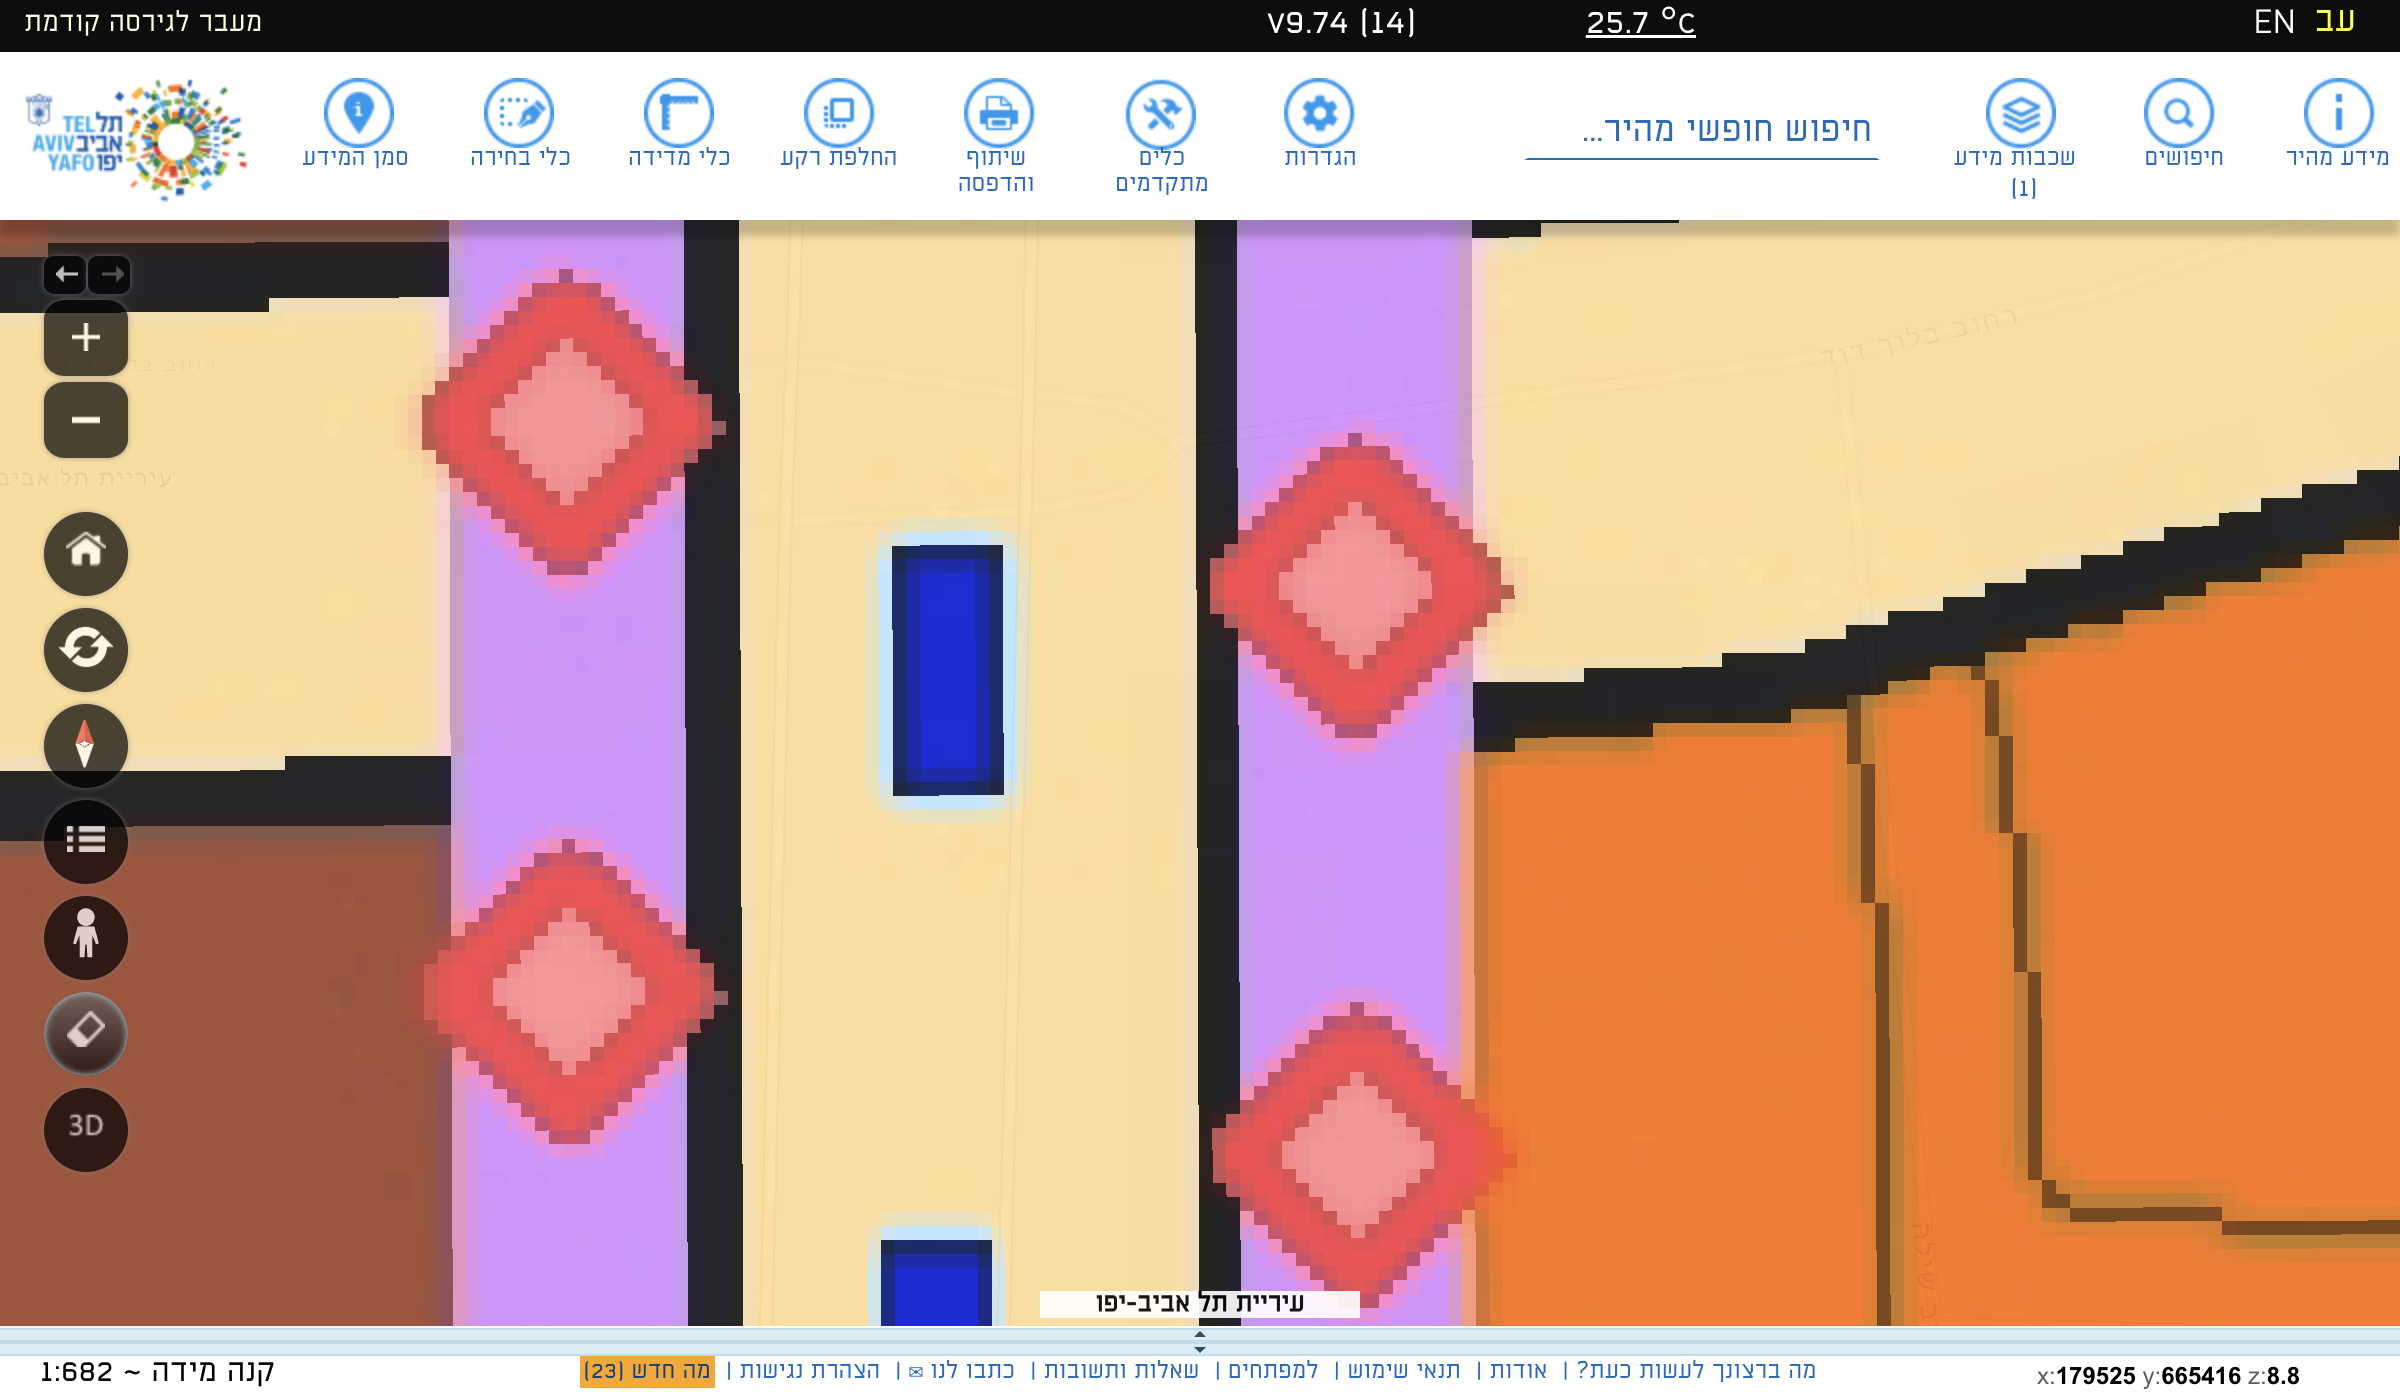 עב EN
25.7 °C
V9.74 (14)
מעבר לגירסה קודמת
מידע מהיר
חיפושים
שכבות מידע
(1)
חיפוש חופשי מהיר...
הגדרות
כלים
מתקדמים
שיתוף
והדפסה
החלפת רקע
כלי מדידה
כלי בחירה
סמן המידע
תל TEL
אביב AVIV
יפו YAFO
רחוב בלוך דוד
רחוב
עיריית תל אביב
3D
עיריית תל אביב-יפו
מה ברצונך לעשות כעת? | אודות | תנאי שימוש | למפתחים | שאלות ותשובות | כתבו לנו | הצהרת נגישות | מה חדש (23)
קנה מידה ~ 1:682
x:179525 y:665416 z:8.8